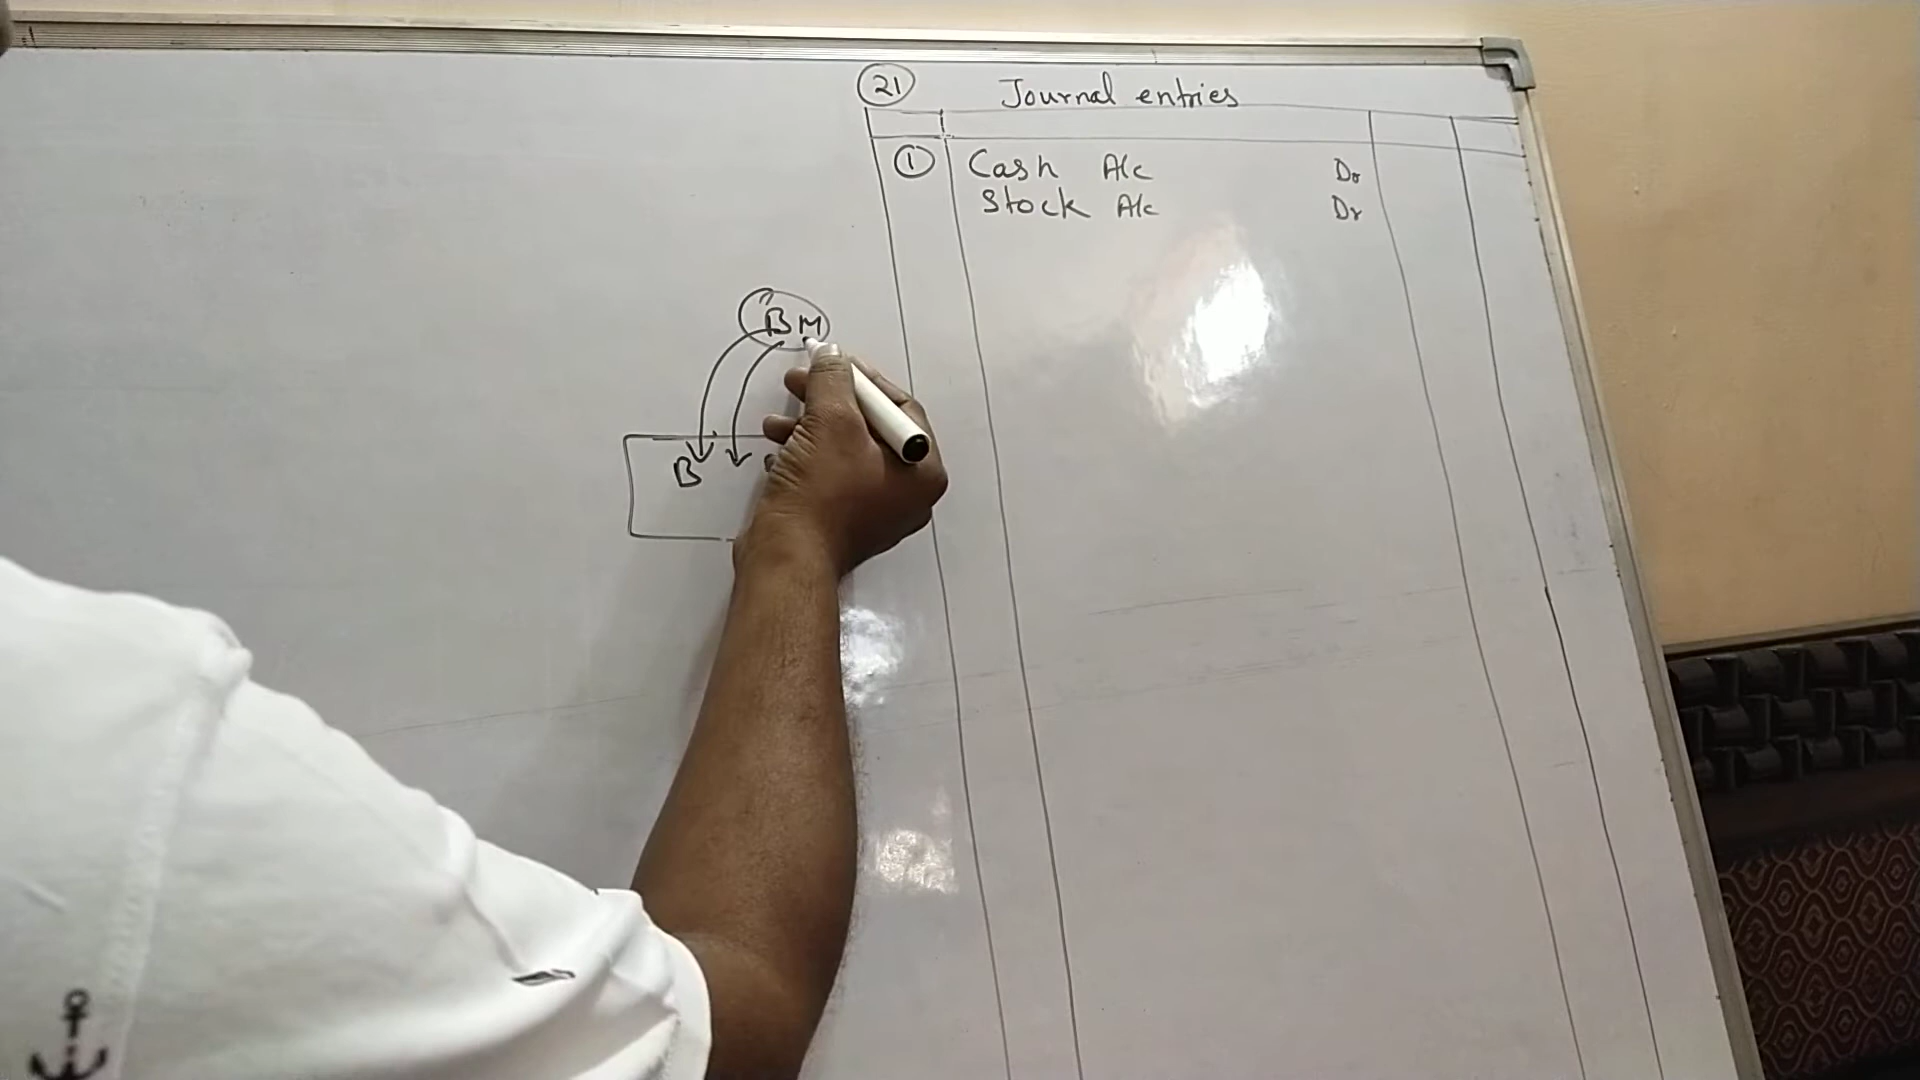 21 Journal entries
1 Cash A/c Dr
Stock A/c Dr
BM
B